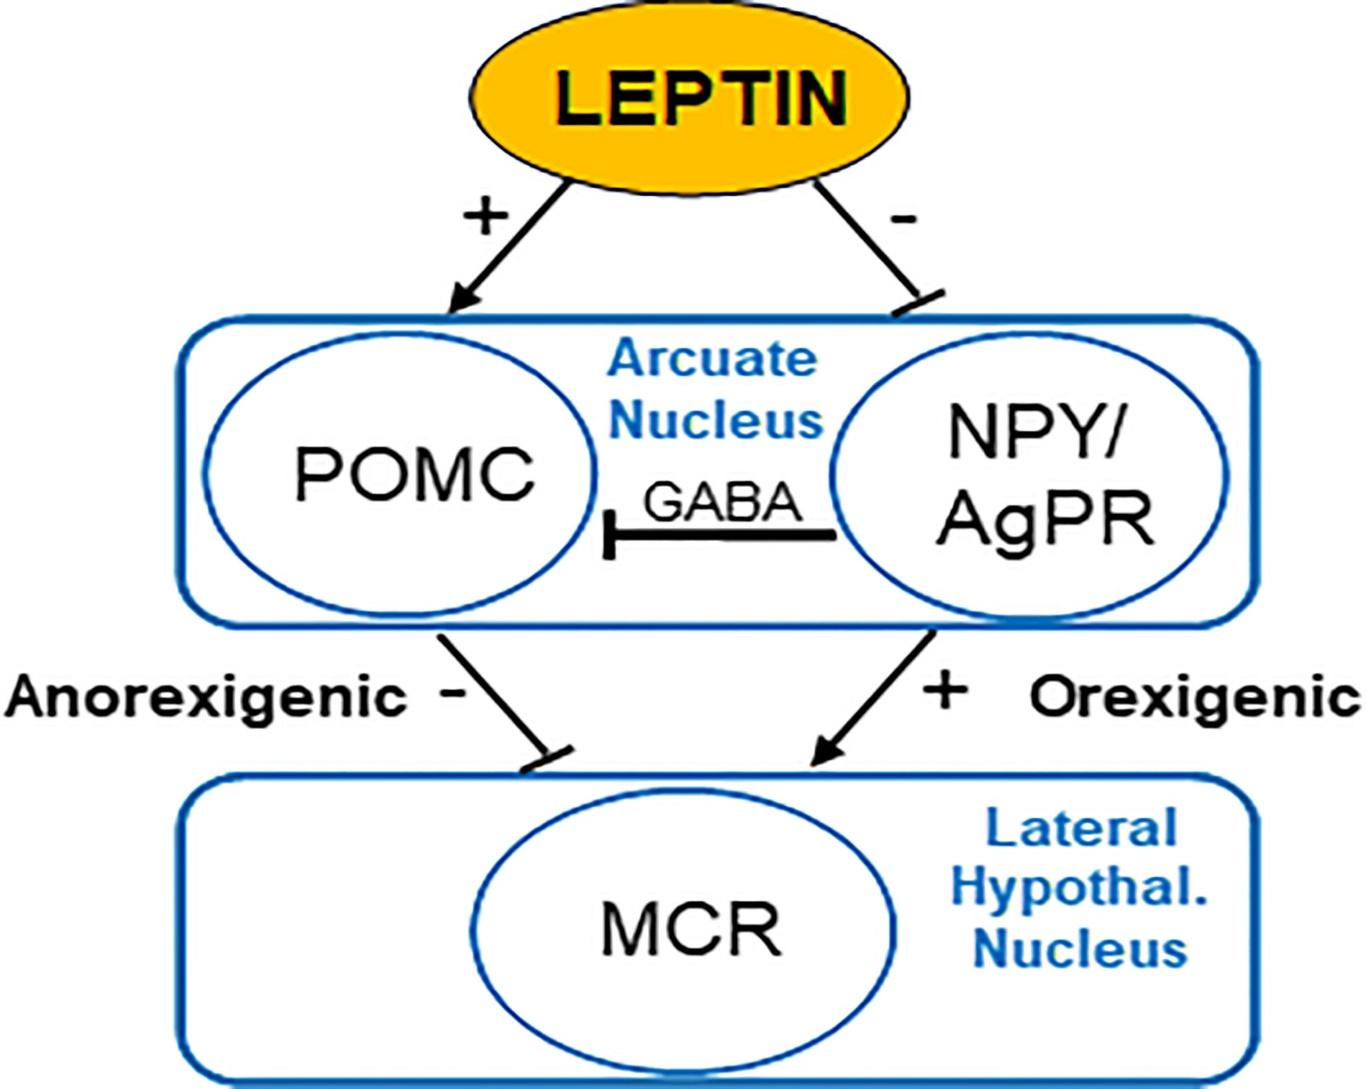 LEPTIN
+
-
Arcuate
Nucleus
POMC
GABA
NPY/
AgPR
Anorexigenic
-
+
Orexigenic
MCR
Lateral
Hypothal.
Nucleus